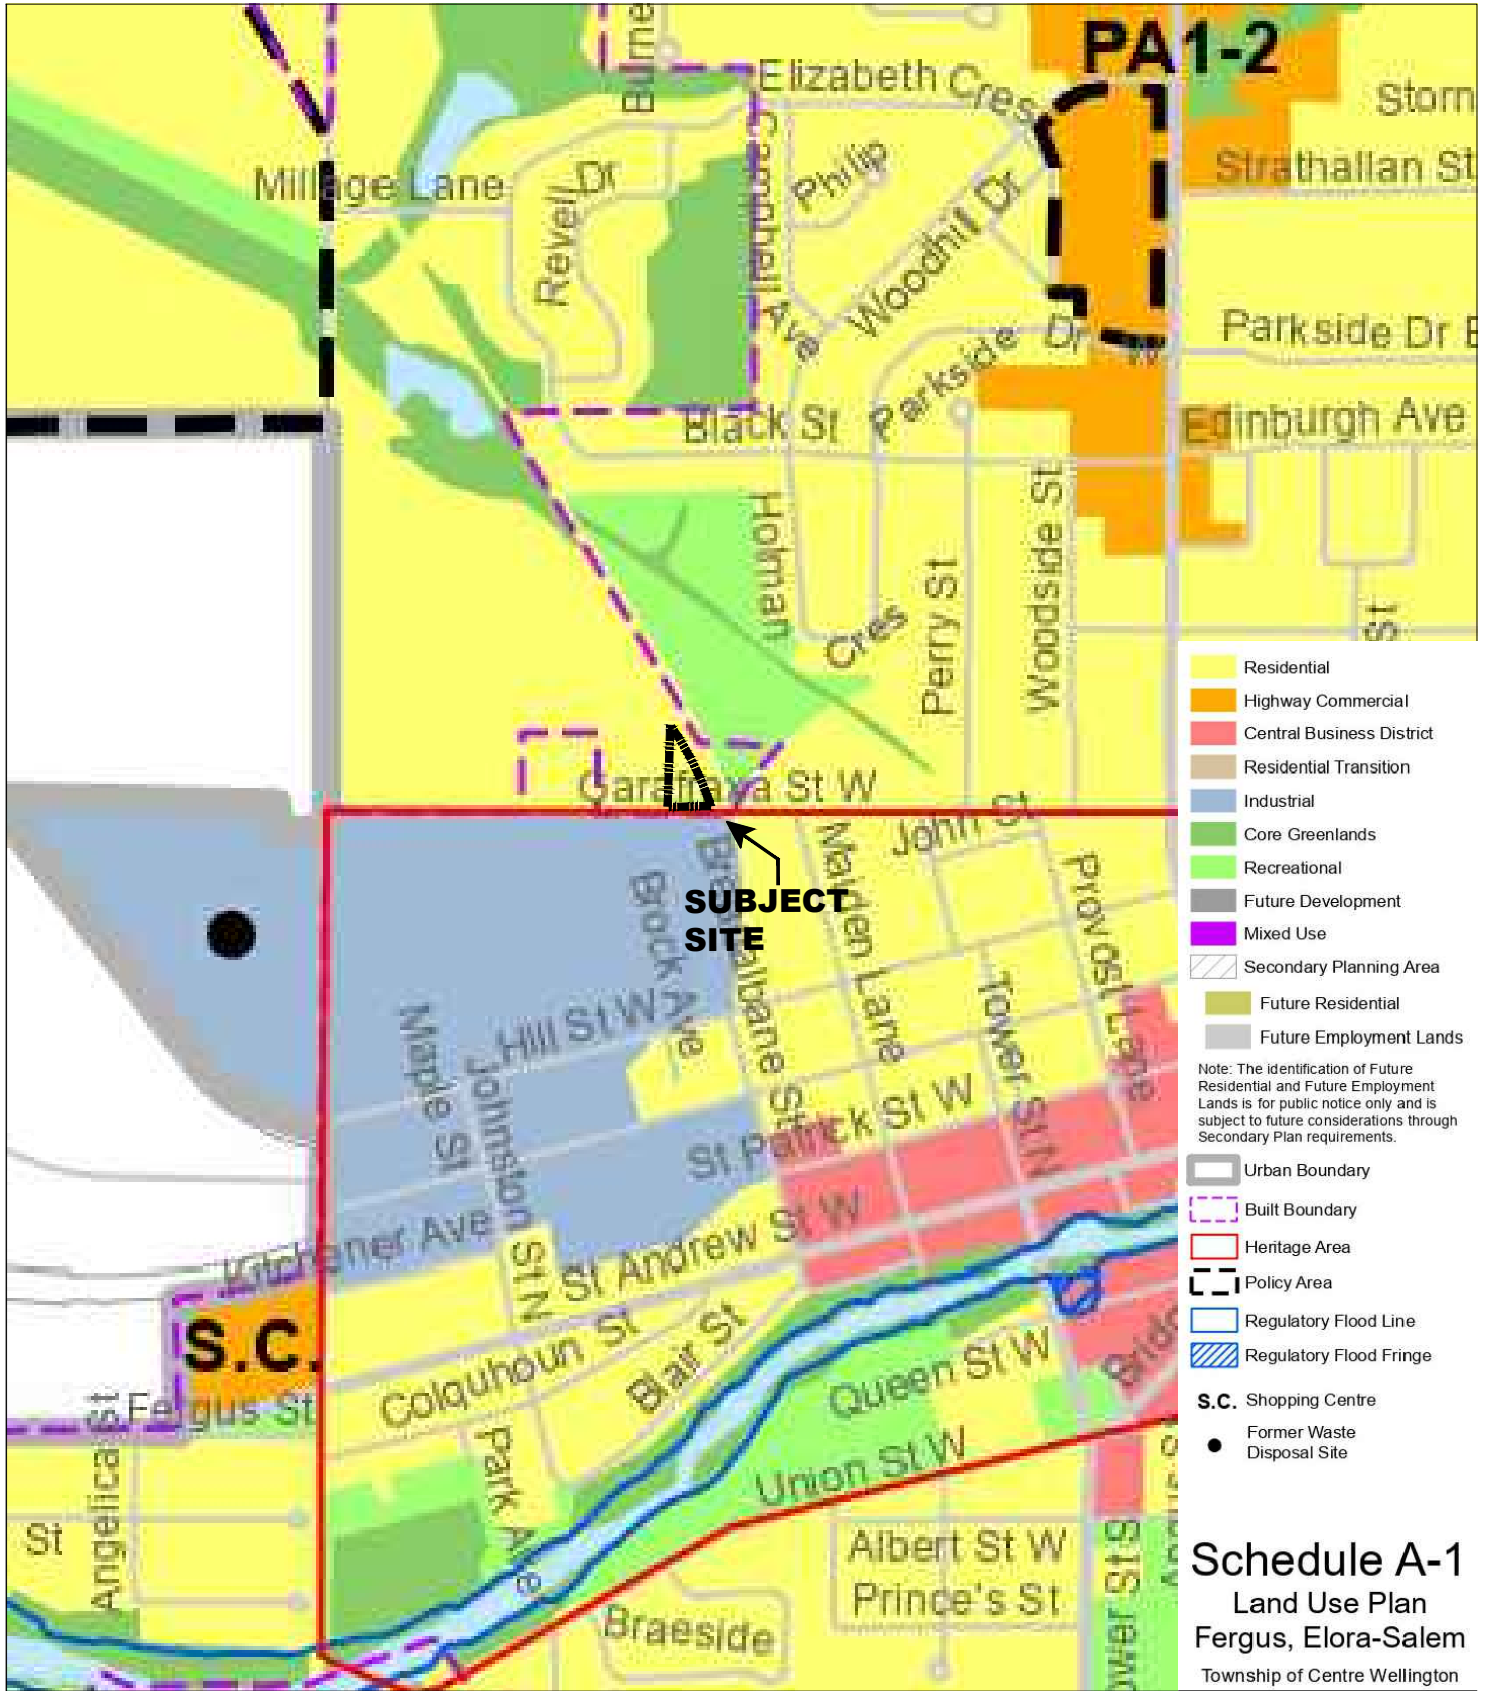 Burne
Elizabeth Cres
PA1-2
Storn
Strathallan St
Millage Lane
Revell Dr
Campbell Ave
Philip
Woodhill Dr
Parkside Dr W
Parkside Dr E
Black St
Edinburgh Ave
Holman
Cres
Perry St
Woodside St
St
Garafraxa St W
John St
SUBJECT
SITE
Brock Ave
Maiden Lane
Provost Lane
Hill St W
Maple St
Johnston St N
Tower St N
St Patrick St W
Kitchener Ave
St Andrew St W
S.C.
Colquhoun St
Blair St
Queen St W
Bridg
Fergus St
Angelica St
Park Ave
Union St W
St
Albert St W
Prince's St
Braeside
ower St S
Angus S
Residential
Highway Commercial
Central Business District
Residential Transition
Industrial
Core Greenlands
Recreational
Future Development
Mixed Use
Secondary Planning Area
Future Residential
Future Employment Lands
Note: The identification of Future
Residential and Future Employment
Lands is for public notice only and is
subject to future considerations through
Secondary Plan requirements.
Urban Boundary
Built Boundary
Heritage Area
Policy Area
Regulatory Flood Line
Regulatory Flood Fringe
S.C. Shopping Centre
Former Waste
Disposal Site
Schedule A-1
Land Use Plan
Fergus, Elora-Salem
Township of Centre Wellington